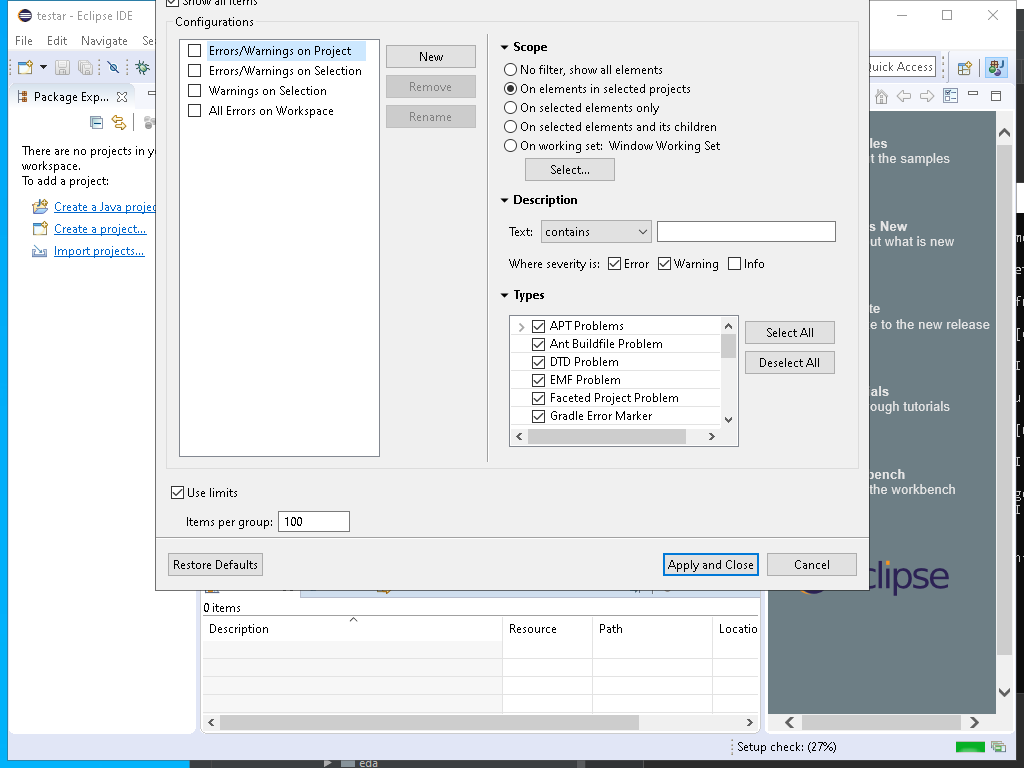 testar - Eclipse IDE
Show all items
Configurations
File Edit Navigate Se
Errors/Warnings on Project
Errors/Warnings on Selection
Warnings on Selection
All Errors on Workspace
New
Remove
Rename
Scope
No filter, show all elements
On elements in selected projects
On selected elements only
On selected elements and its children
On working set: Window Working Set
Select...
Description
Text: contains
Where severity is: Error Warning Info
Types
APT Problems
Ant Buildfile Problem
DTD Problem
EMF Problem
Faceted Project Problem
Gradle Error Marker
Select All
Deselect All
Use limits
Items per group: 100
Restore Defaults
Apply and Close
Cancel
Quick Access
Package Exp...
There are no projects in yo
workspace.
To add a project:
Create a Java projec
Create a project...
Import projects...
les
t the samples
s New
ut what is new
te
e to the new release
als
ough tutorials
bench
the workbench
clipse
0 items
Description Resource Path Locatio
Setup check: (27%)
eda